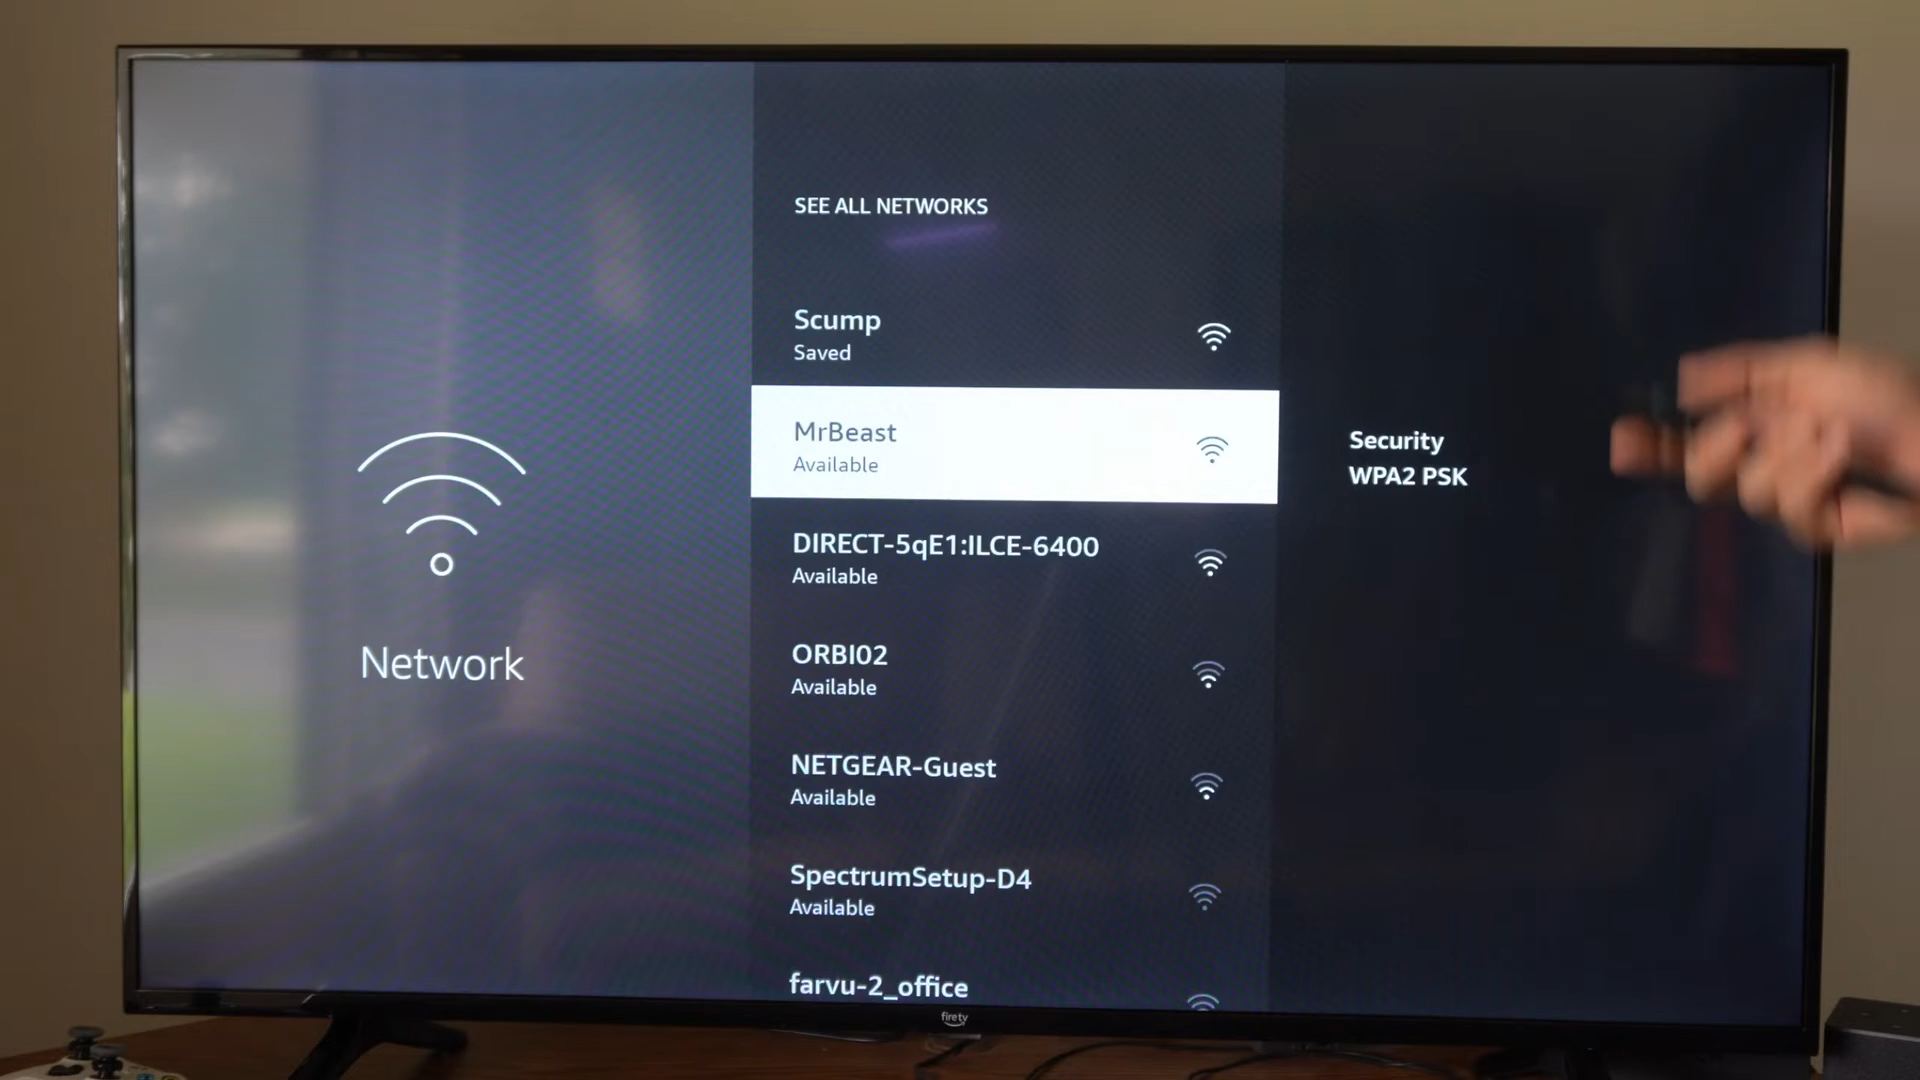 SEE ALL NETWORKS
Scump
Saved
MrBeast
Available
DIRECT-5qE1:ILCE-6400
Available
ORBI02
Available
NETGEAR-Guest
Available
SpectrumSetup-D4
Available
farvu-2_office
Network
Security
WPA2 PSK
firetv